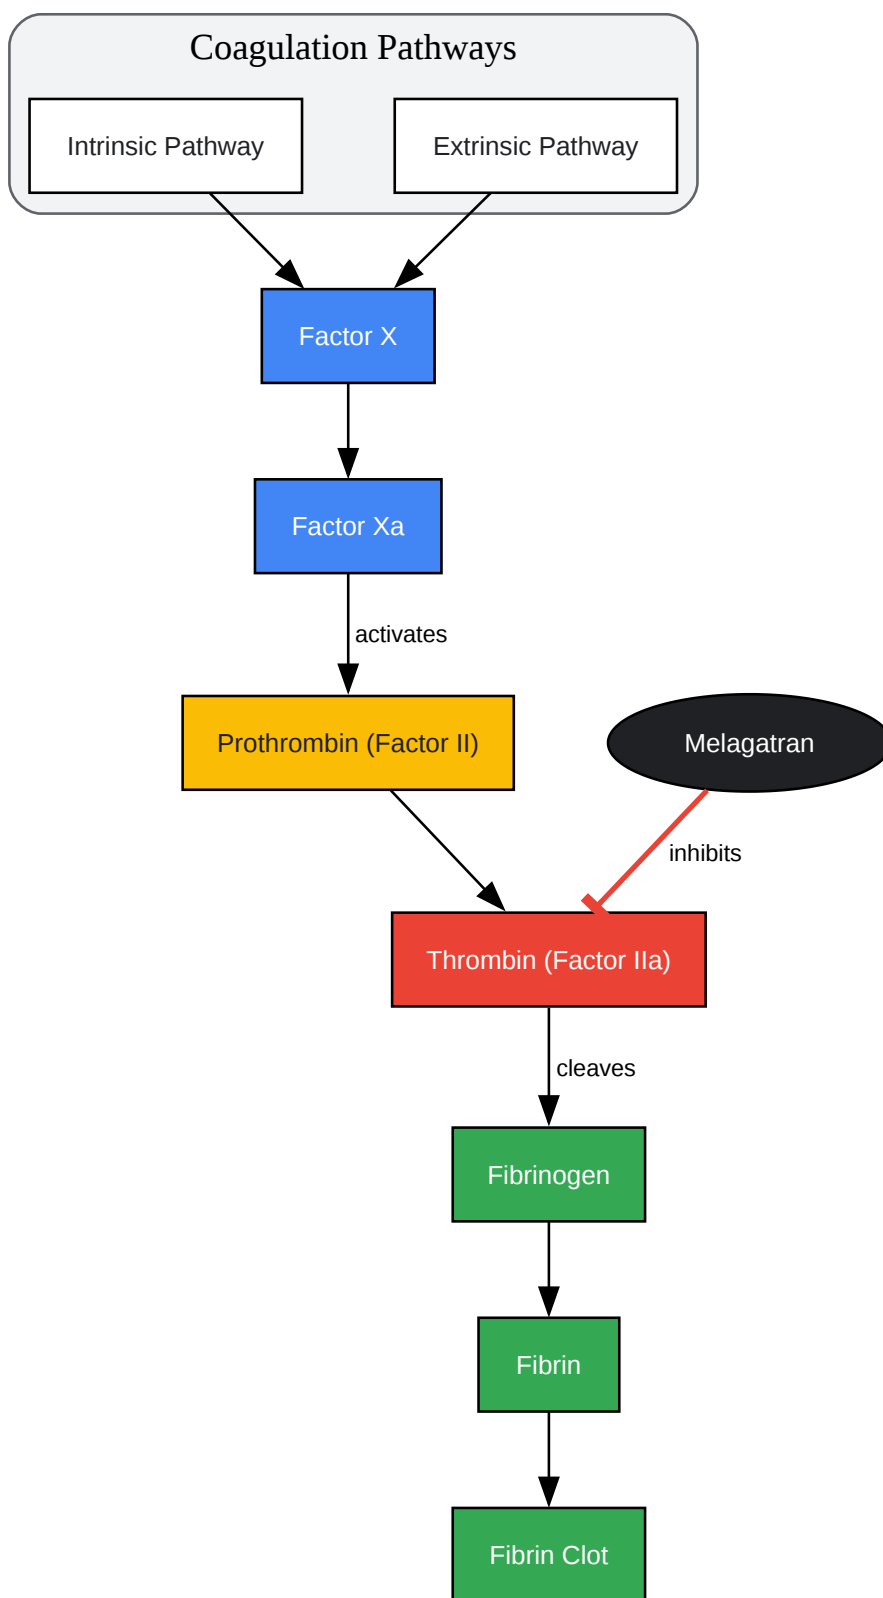 Coagulation Pathways
Intrinsic Pathway
Extrinsic Pathway
Factor X
Factor Xa
activates
Prothrombin (Factor II)
Melagatran
inhibits
Thrombin (Factor IIa)
cleaves
Fibrinogen
Fibrin
Fibrin Clot